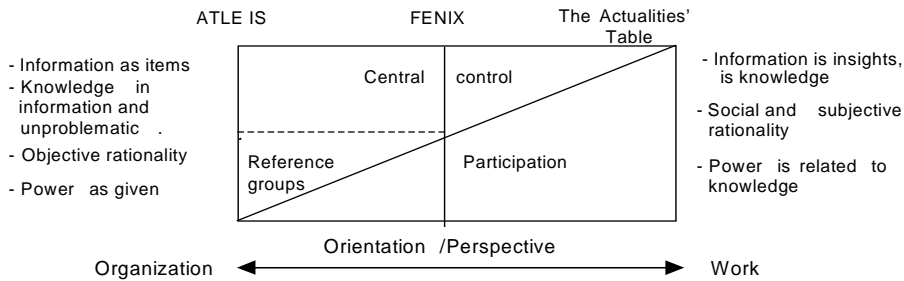 ATLE IS
FENIX
The Actualities'
Table
- Information as items
- Knowledge in
information and
unproblematic .
- Objective rationality
- Power as given
Central control
Reference
groups
Participation
- Information is insights,
is knowledge
- Social and subjective
rationality
- Power is related to
knowledge
Orientation /Perspective
Organization
Work